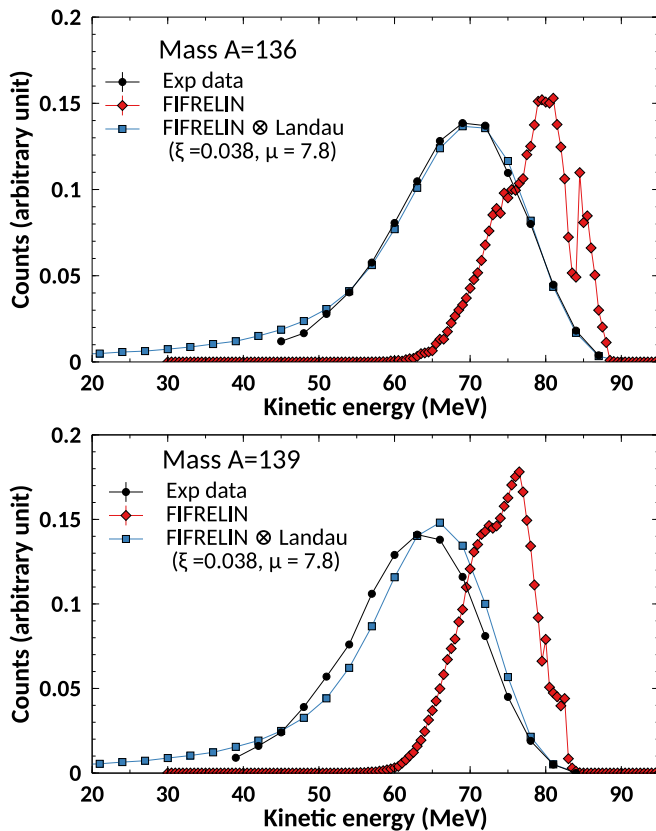 0.2
0.15
0.1
0.05
0
Counts (arbitrary unit)
Mass A=136
Exp data
FIFRELIN
FIFRELIN ⊗ Landau
(ξ =0.038, μ = 7.8)
20 30 40 50 60 70 80 90
Kinetic energy (MeV)
0.2
0.15
0.1
0.05
0
Counts (arbitrary unit)
Mass A=139
Exp data
FIFRELIN
FIFRELIN ⊗ Landau
(ξ =0.038, μ = 7.8)
20 30 40 50 60 70 80 90
Kinetic energy (MeV)